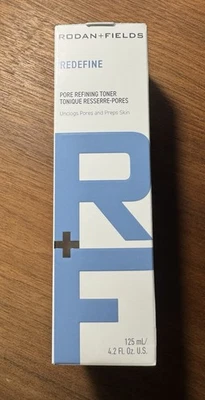 RODAN+FIELDS
REDEFINE
PORE REFINING TONER
TONIQUE RESSERRE-PORES
Unclogs Pores and Preps Skin
R+F
125 mL/
4.2 Fl. Oz. U.S.